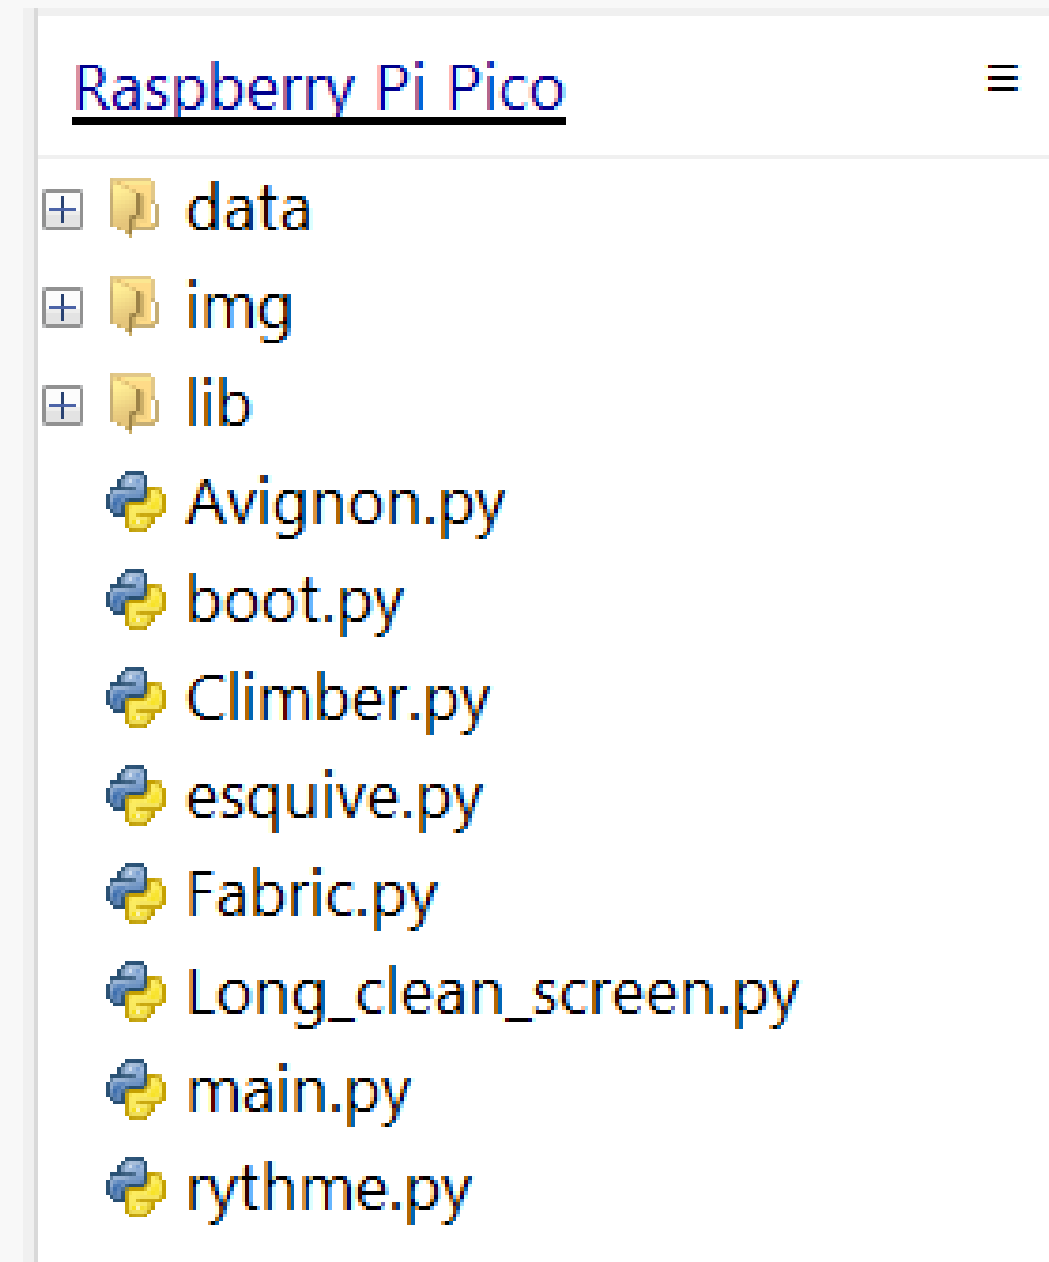 Raspberry Pi Pico
data
img
lib
Avignon.py
boot.py
Climber.py
esquive.py
Fabric.py
Long_clean_screen.py
main.py
rythme.py